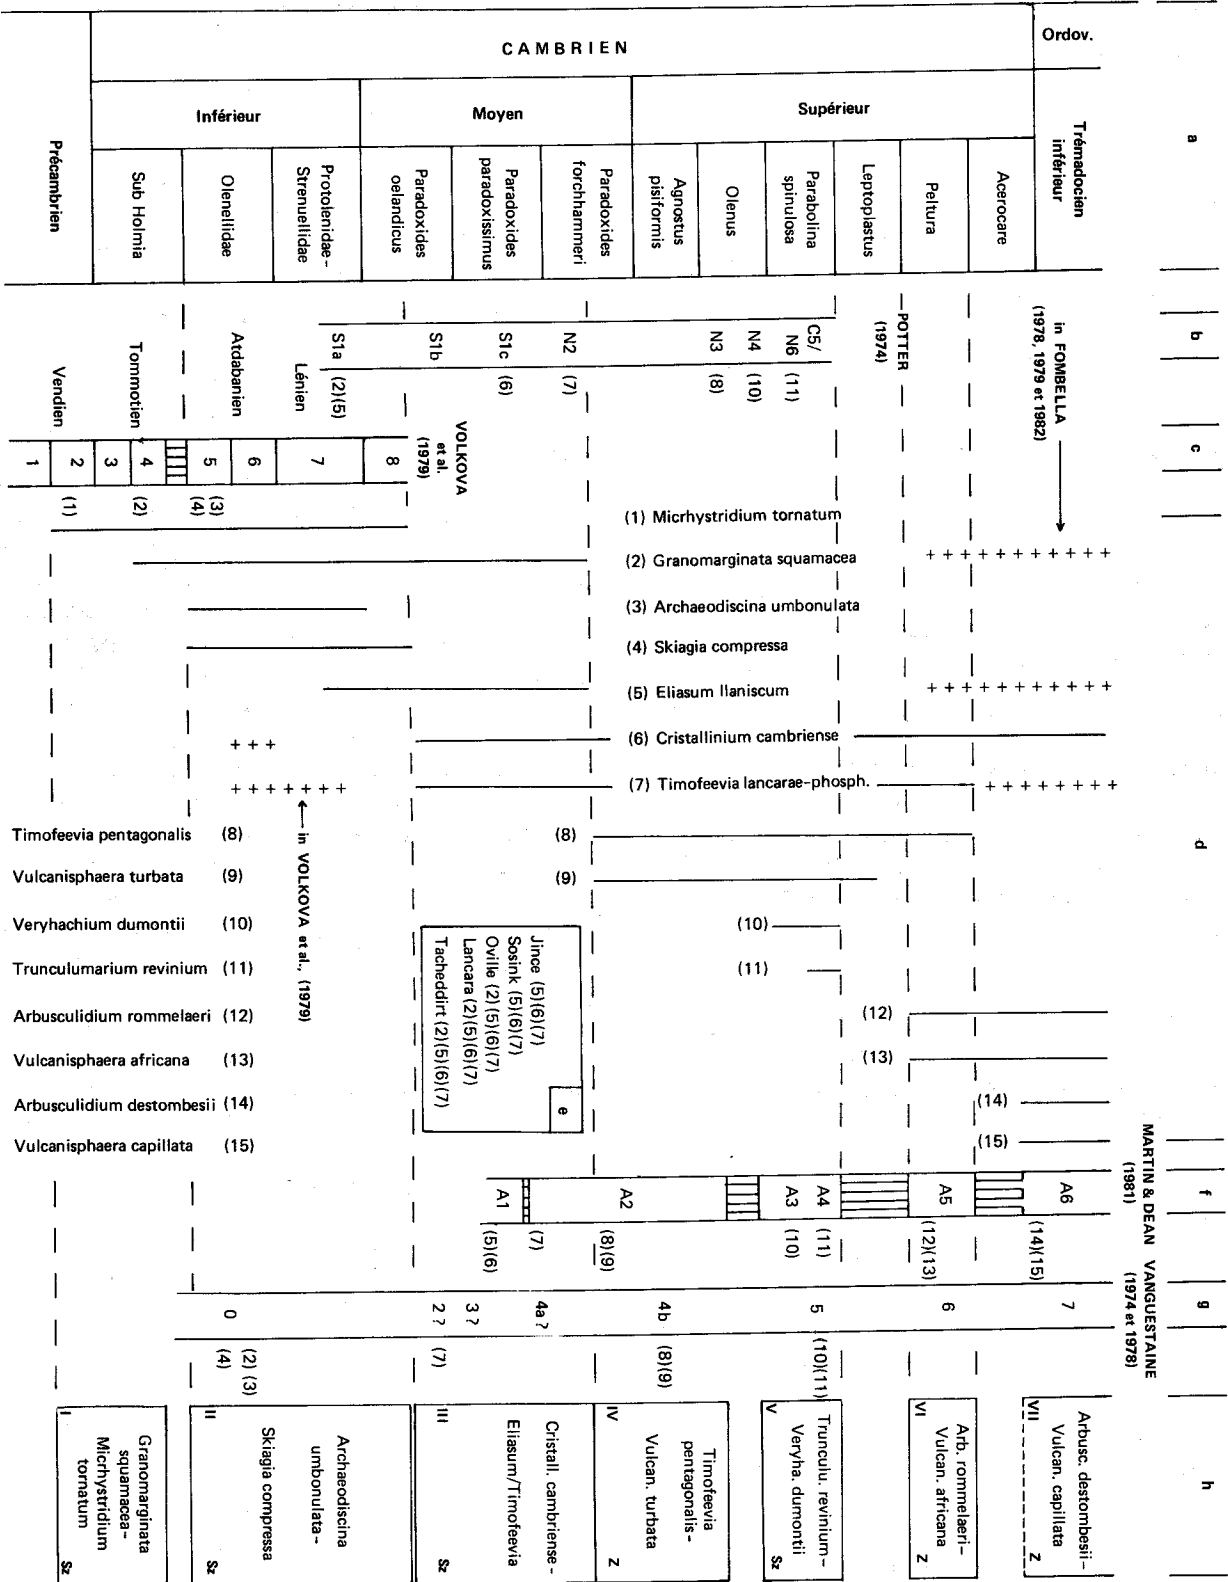 CAMBRIEN
Ordov.
Inférieur
Moyen
Supérieur
Trémadocien
inférieur
Précambrien
Sub Holmia
Olenellidae
Protolenidae-
Strenuellidae
Paradoxides
oelandicus
Paradoxides
paradoxissimus
Paradoxides
forchhammeri
Agnostus
pisiformis
Olenus
Parabolina
spinulosa
Leptoplastus
Peltura
Acerocare
a
Vendien
Tommotien
Atdabanien
Lénien
S1a
S1b
S1c
N2
N3
N4
N6
C5/
(2)(5)
(6)
(7)
(8)
(10)
(11)
POTTER
(1974)
in FOMBELLA
(1978, 1979 et 1982)
b
1
2
3
4
5
6
7
8
VOLKOVA
et al.
(1979)
c
(1)
(2)
(4)
(3)
(1) Micrhystridium tornatum
(2) Granomarginata squamacea
+ + + + + + + + + + +
(3) Archaeodiscina umbonulata
(4) Skiagia compressa
(5) Eliasum llaniscum
+ + + + + + + + + + +
+ + +
(6) Cristallinium cambriense
+ + + + + + +
(7) Timofeevia lancarae-phosph.
+ + + + + + + +
in VOLKOVA et al., (1979)
Timofeevia pentagonalis (8)
(8)
Vulcanisphaera turbata (9)
(9)
Veryhachium dumontii (10)
(10)
Trunculumarium revinium (11)
(11)
Arbusculidium rommelaeri (12)
(12)
Vulcanisphaera africana (13)
(13)
Arbusculidium destombesii (14)
(14)
Vulcanisphaera capillata (15)
(15)
d
Jince (5)(6)(7)
Sosink (5)(6)(7)
Oville (2)(5)(6)(7)
Lancara (2)(5)(6)(7)
Tacheddirt (2)(5)(6)(7)
e
A1
A2
A3
A4
A5
A6
MARTIN & DEAN
(1981)
f
(5)(6)
(7)
(8)(9)
(10)
(11)
(12)(13)
(14)(15)
0
2 ?
3 ?
4a ?
4b
5
6
7
VANGUESTAINE
(1974 et 1978)
g
(4)
(2)(3)
(7)
(8)(9)
(10)(11)
I
Granomarginata
squamacea-
Micrhystridium
tornatum
Sz
II
Archaeodiscina
umbonulata-
Skiagia compressa
Sz
III
Cristall. cambriense-
Eliasum/Timofeevia
Sz
IV
Timofeevia
pentagonalis-
Vulcan. turbata
Z
V
Trunculu. revinium-
Veryha. dumontii
Sz
VI
Arb. rommelaeri-
Vulcan. africana
Z
VII
Arbusc. destombesii-
Vulcan. capillata
Z
h